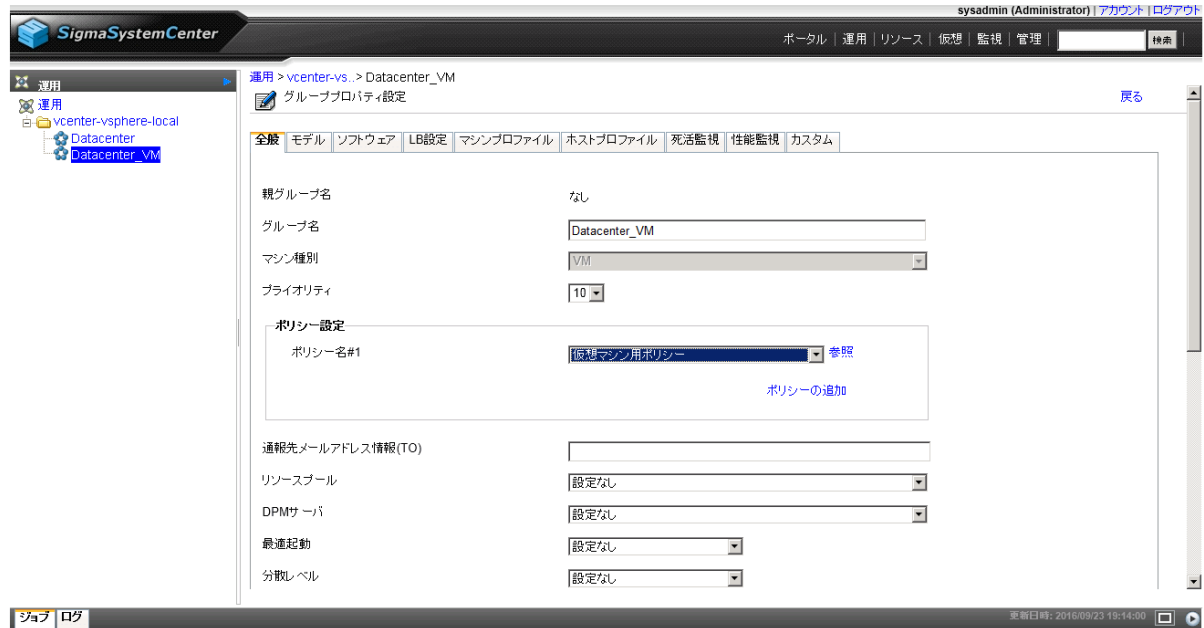 sysadmin (Administrator) | アカウント | ログアウト
SigmaSystemCenter
ポータル | 運用 | リソース | 仮想 | 監視 | 管理 | 検索
運用
運用
vcenter-vsphere-local
Datacenter
Datacenter_VM
運用 > vcenter-vs..> Datacenter_VM
グループプロパティ設定
戻る
全般 モデル ソフトウェア LB設定 マシンプロファイル ホストプロファイル 死活監視 性能監視 カスタム
親グループ名 なし
グループ名 Datacenter_VM
マシン種別 VM
プライオリティ 10
ポリシー設定
ポリシー名#1 仮想マシン用ポリシー 参照
ポリシーの追加
通報先メールアドレス情報(TO)
リソースプール 設定なし
DPMサーバ 設定なし
最適起動 設定なし
分散レベル 設定なし
ジョブ ログ
更新日時: 2016/09/23 19:14:00